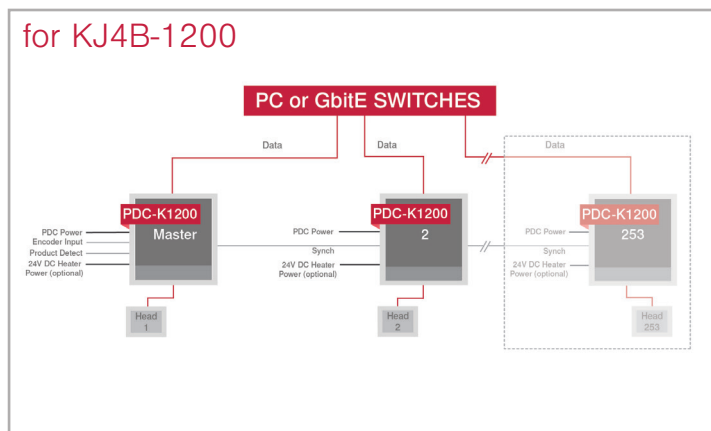 for KJ4B-1200
PC or GbitE SWITCHES
Data
Data
Data
PDC-K1200
Master
PDC Power
Encoder Input
Product Detect
24V DC Heater
Power (optional)
Head
1
PDC-K1200
2
PDC Power
Synch
24V DC Heater
Power (optional)
Head
2
PDC-K1200
253
PDC Power
Synch
24V DC Heater
Power (optional)
Head
253